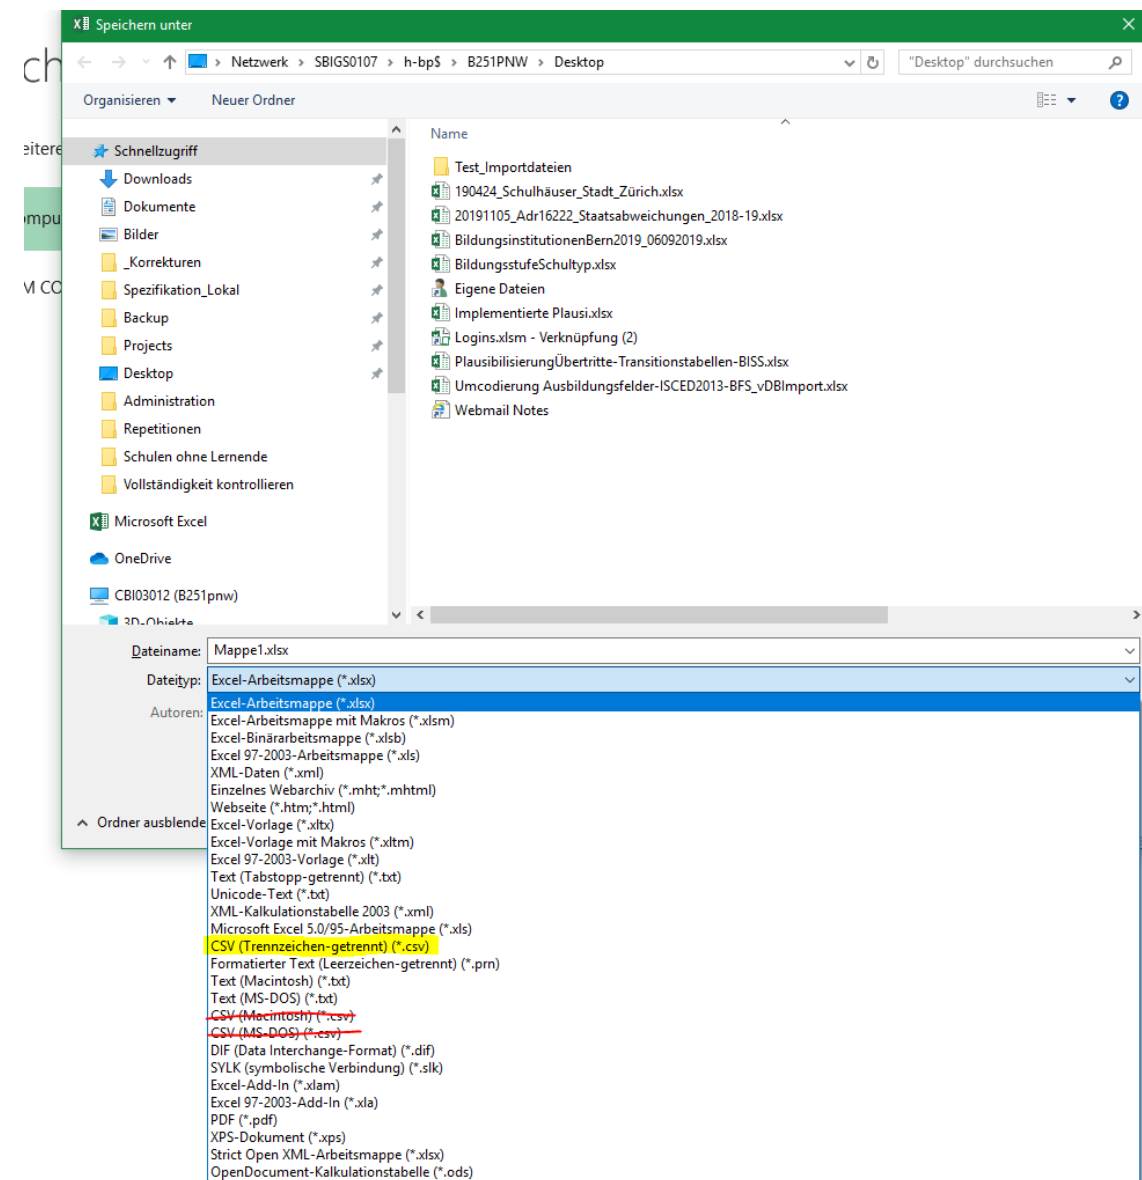 Speichern unter
ch
Netzwerk › SBIGS0107 › h-bp$ › B251PNW › Desktop
"Desktop" durchsuchen
Organisieren
Neuer Ordner
Name
eitere
Schnellzugriff
Downloads
Dokumente
Bilder
_Korrekturen
Spezifikation_Lokal
Backup
Projects
Desktop
Administration
Repetitionen
Schulen ohne Lernende
Vollständigkeit kontrollieren
Microsoft Excel
OneDrive
CBI03012 (B251pnw)
3D-Objekte
ompu
M CO
Test_Importdateien
190424_Schulhäuser_Stadt_Zürich.xlsx
20191105_Adr16222_Staatsabweichungen_2018-19.xlsx
BildungsinstitutionenBern2019_06092019.xlsx
BildungsstufeSchultyp.xlsx
Eigene Dateien
Implementierte Plausi.xlsx
Logins.xlsm - Verknüpfung (2)
PlausibilisierungÜbertritte-Transitionstabellen-BISS.xlsx
Umcodierung Ausbildungsfelder-ISCED2013-BFS_vDBImport.xlsx
Webmail Notes
Dateiname: Mappe1.xlsx
Dateityp: Excel-Arbeitsmappe (*.xlsx)
Autoren:
Ordner ausblende
Excel-Arbeitsmappe (*.xlsx)
Excel-Arbeitsmappe mit Makros (*.xlsm)
Excel-Binärarbeitsmappe (*.xlsb)
Excel 97-2003-Arbeitsmappe (*.xls)
XML-Daten (*.xml)
Einzelnes Webarchiv (*.mht;*.mhtml)
Webseite (*.htm;*.html)
Excel-Vorlage (*.xltx)
Excel-Vorlage mit Makros (*.xltm)
Excel 97-2003-Vorlage (*.xlt)
Text (Tabstopp-getrennt) (*.txt)
Unicode-Text (*.txt)
XML-Kalkulationstabelle 2003 (*.xml)
Microsoft Excel 5.0/95-Arbeitsmappe (*.xls)
CSV (Trennzeichen-getrennt) (*.csv)
Formatierter Text (Leerzeichen-getrennt) (*.prn)
Text (Macintosh) (*.txt)
Text (MS-DOS) (*.txt)
CSV (Macintosh) (*.csv)
CSV (MS-DOS) (*.csv)
DIF (Data Interchange-Format) (*.dif)
SYLK (symbolische Verbindung) (*.slk)
Excel-Add-In (*.xlam)
Excel 97-2003-Add-In (*.xla)
PDF (*.pdf)
XPS-Dokument (*.xps)
Strict Open XML-Arbeitsmappe (*.xlsx)
OpenDocument-Kalkulationstabelle (*.ods)